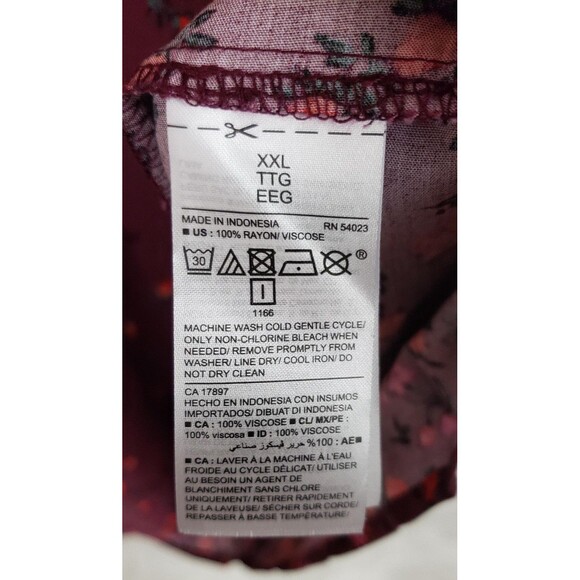 XXL
TTG
EEG
MADE IN INDONESIA RN 54023
■ US : 100% RAYON/ VISCOSE
30 ®
1166
MACHINE WASH COLD GENTLE CYCLE/
ONLY NON-CHLORINE BLEACH WHEN
NEEDED/ REMOVE PROMPTLY FROM
WASHER/ LINE DRY/ COOL IRON/ DO
NOT DRY CLEAN
CA 17897
HECHO EN INDONESIA CON INSUMOS
IMPORTADOS/ DIBUAT DI INDONESIA
■ CA : 100% VISCOSE ■ CL/ MX/PE :
100% viscosa ■ ID : 100% VISCOSE
■ AE : 100% حرير فيسكوز صناعي
■ CA : LAVER À LA MACHINE À L'EAU
FROIDE AU CYCLE DÉLICAT/ UTILISER
AU BESOIN UN AGENT DE
BLANCHIMENT SANS CHLORE
UNIQUEMENT/ RETIRER RAPIDEMENT
DE LA LAVEUSE/ SÉCHER SUR CORDE/
REPASSER À BASSE TEMPÉRATURE/